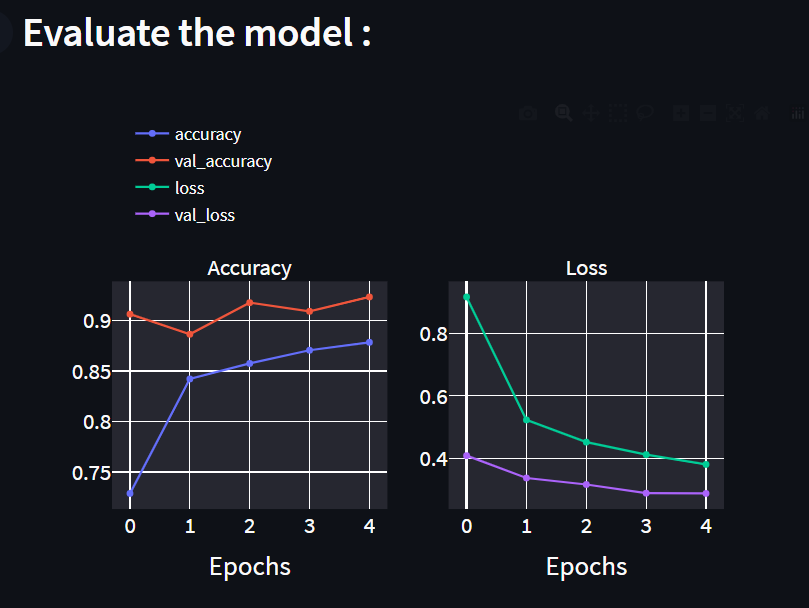 Evaluate the model :
accuracy
val_accuracy
loss
val_loss
Accuracy
0.9
0.85
0.8
0.75
0 1 2 3 4
Epochs
Loss
0.8
0.6
0.4
0 1 2 3 4
Epochs